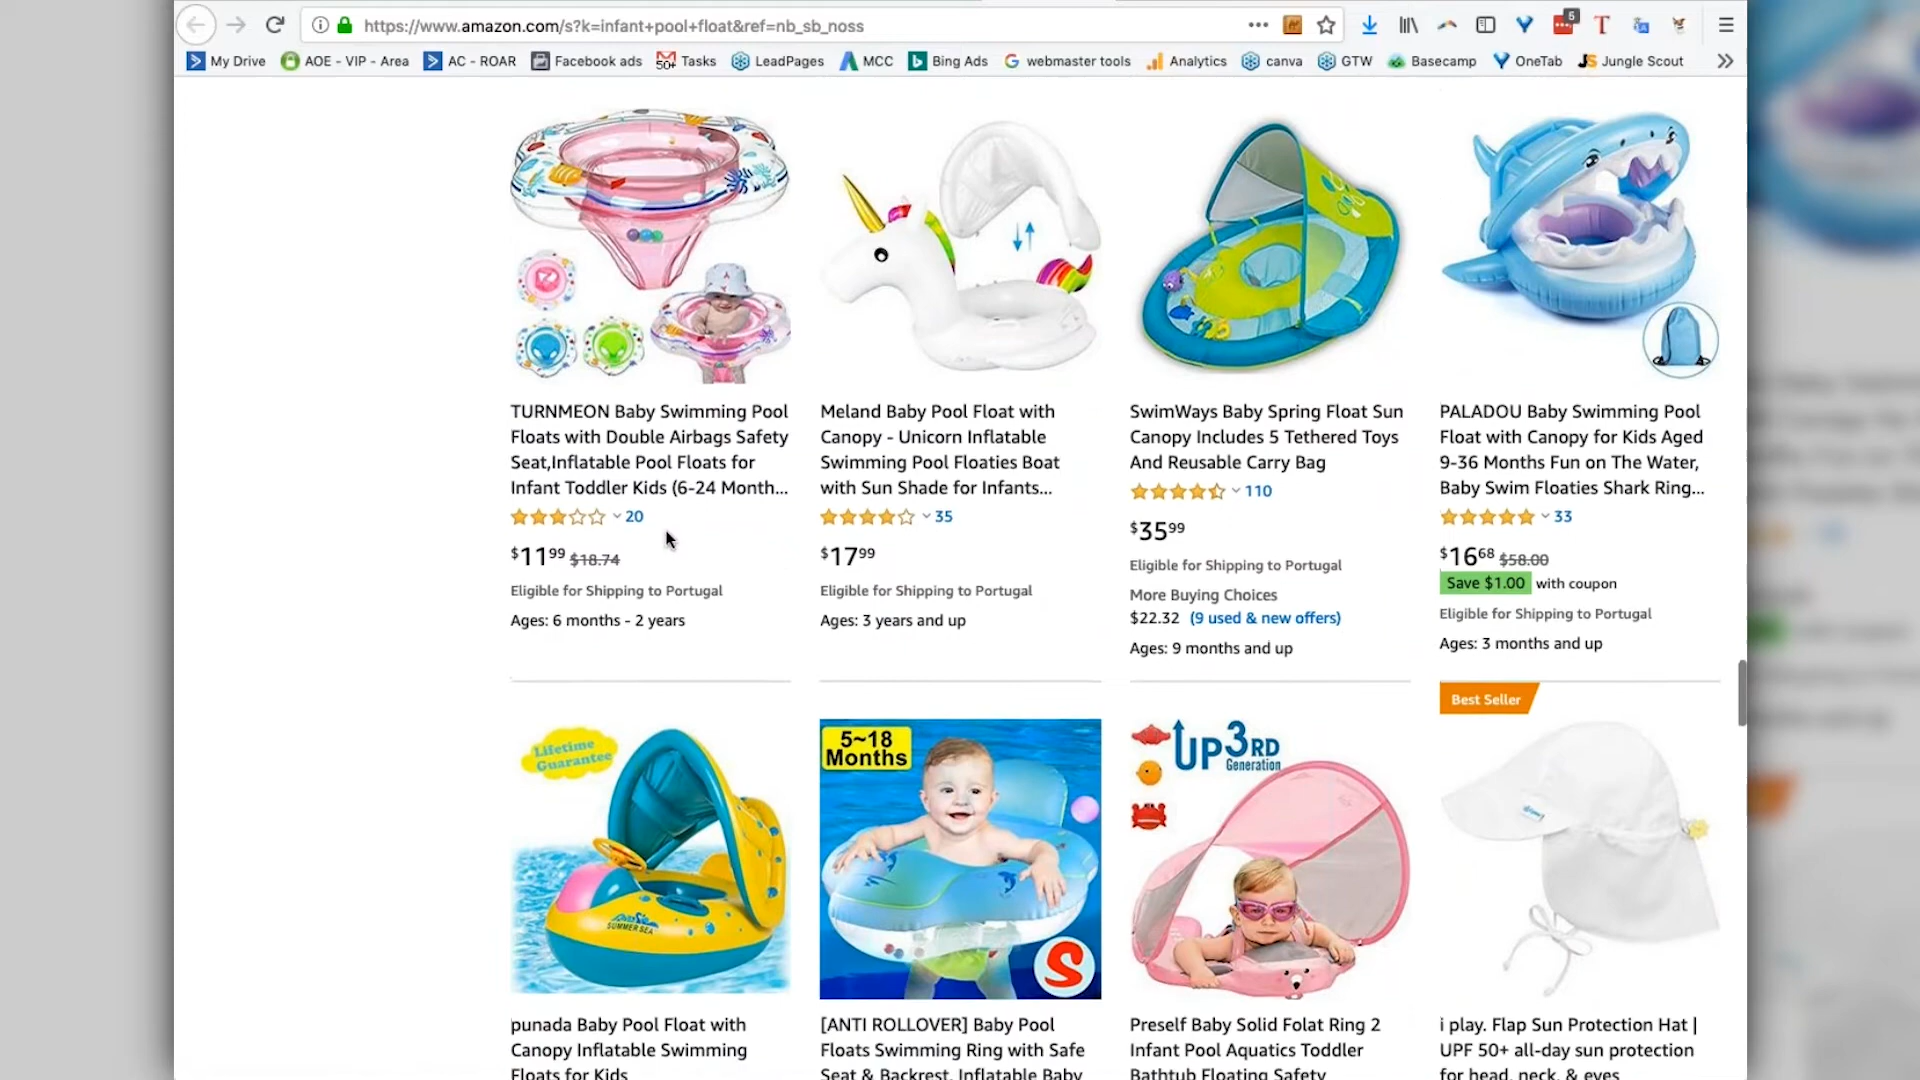 https://www.amazon.com/s?k=infant+pool+float&ref=nb_sb_noss
5
My Drive
AOE - VIP - Area
AC - ROAR
Facebook ads
50+ Tasks
LeadPages
MCC
Bing Ads
webmaster tools
Analytics
canva
GTW
Basecamp
OneTab
JS Jungle Scout
TURNMEON Baby Swimming Pool
Floats with Double Airbags Safety
Seat,Inflatable Pool Floats for
Infant Toddler Kids (6-24 Month...
20
$11.99 $18.74
Eligible for Shipping to Portugal
Ages: 6 months - 2 years
Meland Baby Pool Float with
Canopy - Unicorn Inflatable
Swimming Pool Floaties Boat
with Sun Shade for Infants...
35
$17.99
Eligible for Shipping to Portugal
Ages: 3 years and up
SwimWays Baby Spring Float Sun
Canopy Includes 5 Tethered Toys
And Reusable Carry Bag
110
$35.99
Eligible for Shipping to Portugal
More Buying Choices
$22.32 (9 used & new offers)
Ages: 9 months and up
PALADOU Baby Swimming Pool
Float with Canopy for Kids Aged
9-36 Months Fun on The Water,
Baby Swim Floaties Shark Ring...
33
$16.68 $58.00
Save $1.00 with coupon
Eligible for Shipping to Portugal
Ages: 3 months and up
Lifetime
Guarantee
SUMMER SEA
punada Baby Pool Float with
Canopy Inflatable Swimming
Floats for Kids
5~18
Months
S
[ANTI ROLLOVER] Baby Pool
Floats Swimming Ring with Safe
Seat & Backrest, Inflatable Baby
UP 3RD
Generation
Preself Baby Solid Folat Ring 2
Infant Pool Aquatics Toddler
Bathtub Floating Safety
Best Seller
i play. Flap Sun Protection Hat |
UPF 50+ all-day sun protection
for head, neck, & eyes